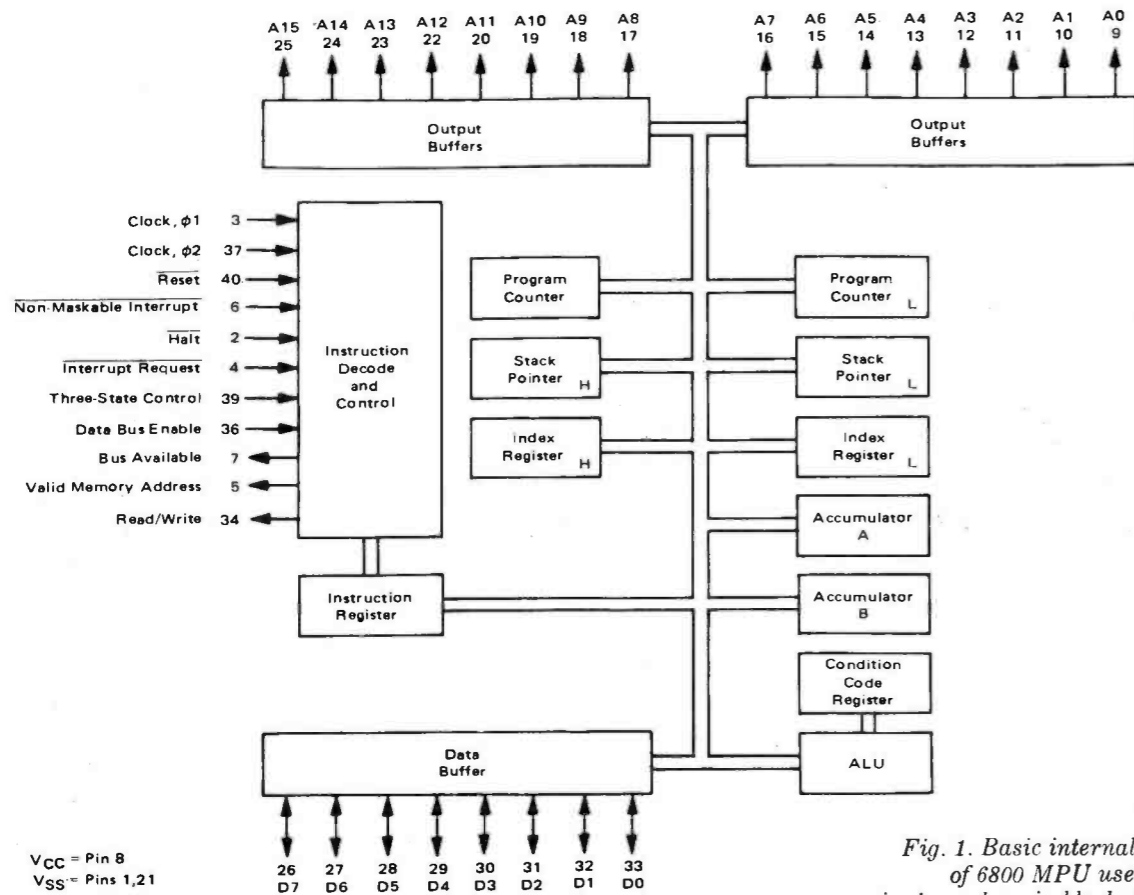 A15 A14 A13 A12 A11 A10 A9 A8 A7 A6 A5 A4 A3 A2 A1 A0
25 24 23 22 20 19 18 17 16 15 14 13 12 11 10 9
Output
Buffers
Output
Buffers
Clock, φ1 3
Clock, φ2 37
Reset 40
Non-Maskable Interrupt 6
Halt 2
Interrupt Request 4
Three-State Control 39
Data Bus Enable 36
Bus Available 7
Valid Memory Address 5
Read/Write 34
Instruction
Decode
and
Control
Instruction
Register
Program
Counter
Program
Counter L
Stack
Pointer H
Stack
Pointer L
Index
Register H
Index
Register L
Accumulator
A
Accumulator
B
Condition
Code
Register
ALU
Data
Buffer
26 27 28 29 30 31 32 33
D7 D6 D5 D4 D3 D2 D1 D0
VCC = Pin 8
VSS = Pins 1,21
Fig. 1. Basic internal
of 6800 MPU use